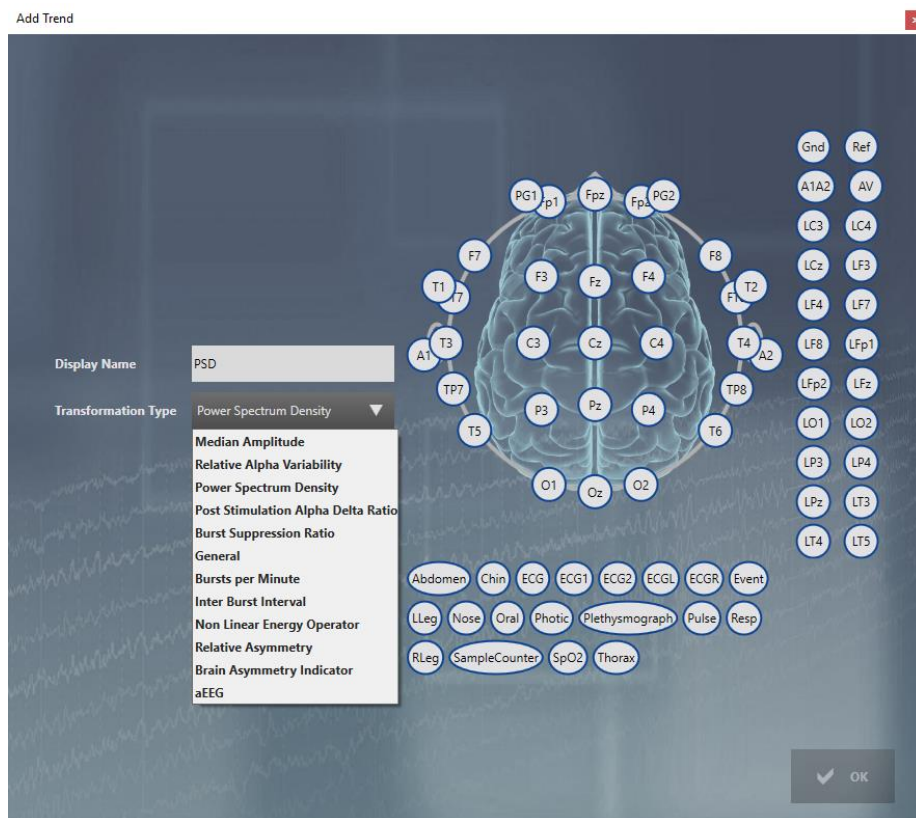 Add Trend
Gnd Ref
A1A2 AV
PG1 Fp1 Fpz PG2
LC3 LC4
F7 F8
LCz LF3
F3 Fz F4
T1 T7 T2
LF4 LF7
T3 C3 Cz C4 T4
LF8 LFp1
A1 A2
Display Name PSD
TP7 TP8
LFp2 LFz
Transformation Type Power Spectrum Density
P3 Pz P4
LO1 LO2
T5 T6
Median Amplitude
Relative Alpha Variability
LP3 LP4
Power Spectrum Density
O1 Oz O2
LPz LT3
Post Stimulation Alpha Delta Ratio
Burst Suppression Ratio
LT4 LT5
General
Bursts per Minute
Abdomen Chin ECG ECG1 ECG2 ECGL ECGR Event
Inter Burst Interval
Non Linear Energy Operator
LLeg Nose Oral Photic Plethysmograph Pulse Resp
Relative Asymmetry
Brain Asymmetry Indicator
RLeg SampleCounter SpO2 Thorax
aEEG
OK